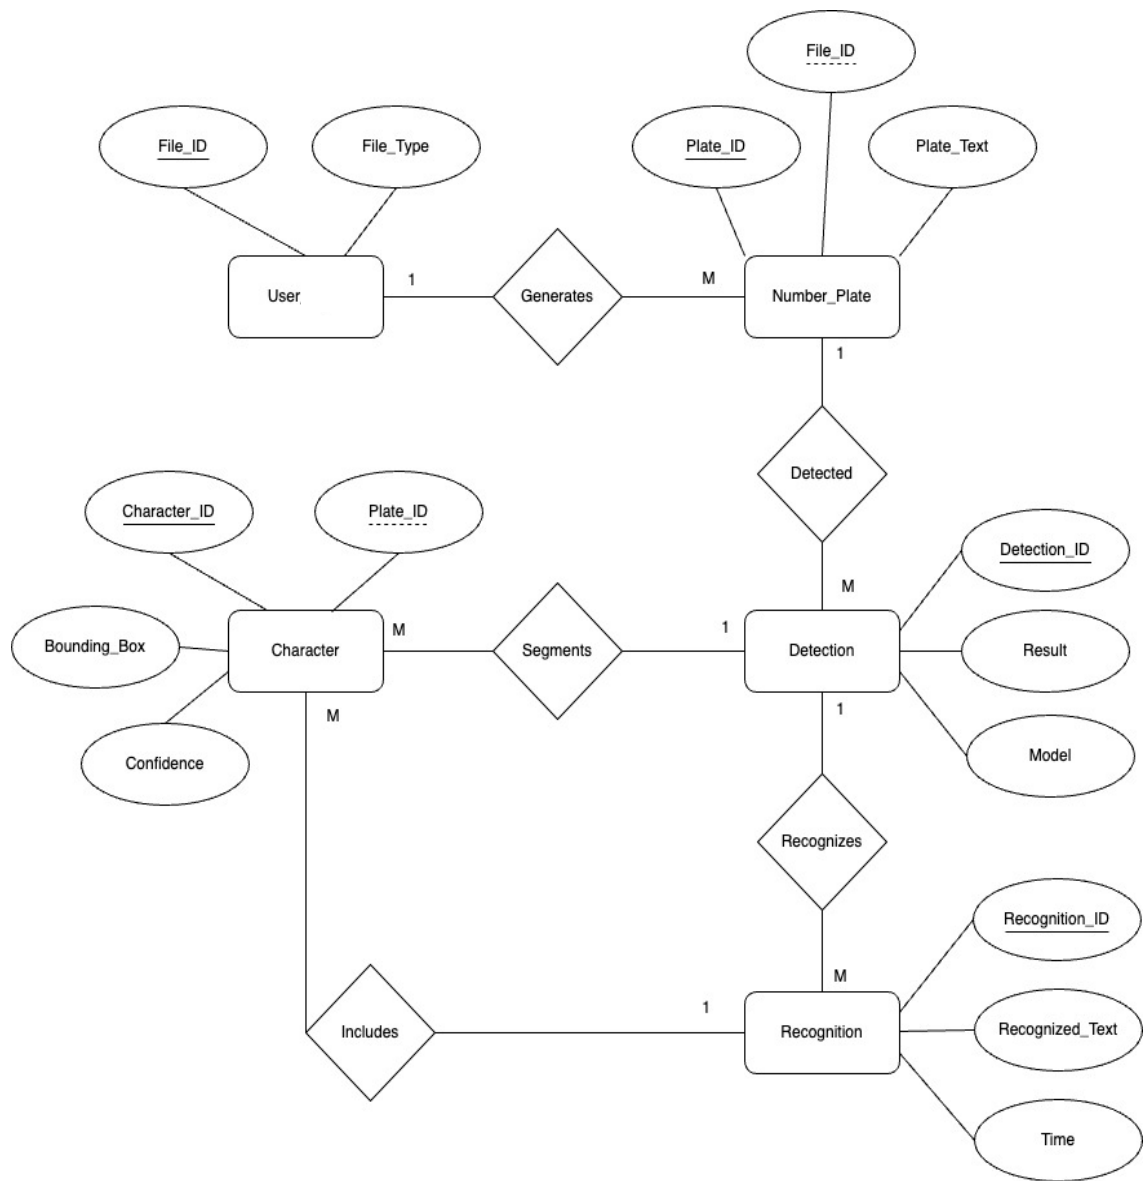 File_ID
File_ID
File_Type
Plate_ID
Plate_Text
User
1
Generates
M
Number_Plate
1
Detected
Character_ID
Plate_ID
Detection_ID
M
Bounding_Box
Character
M
Segments
1
Detection
Result
M
1
Confidence
Model
Recognizes
Recognition_ID
M
Includes
1
Recognition
Recognized_Text
Time